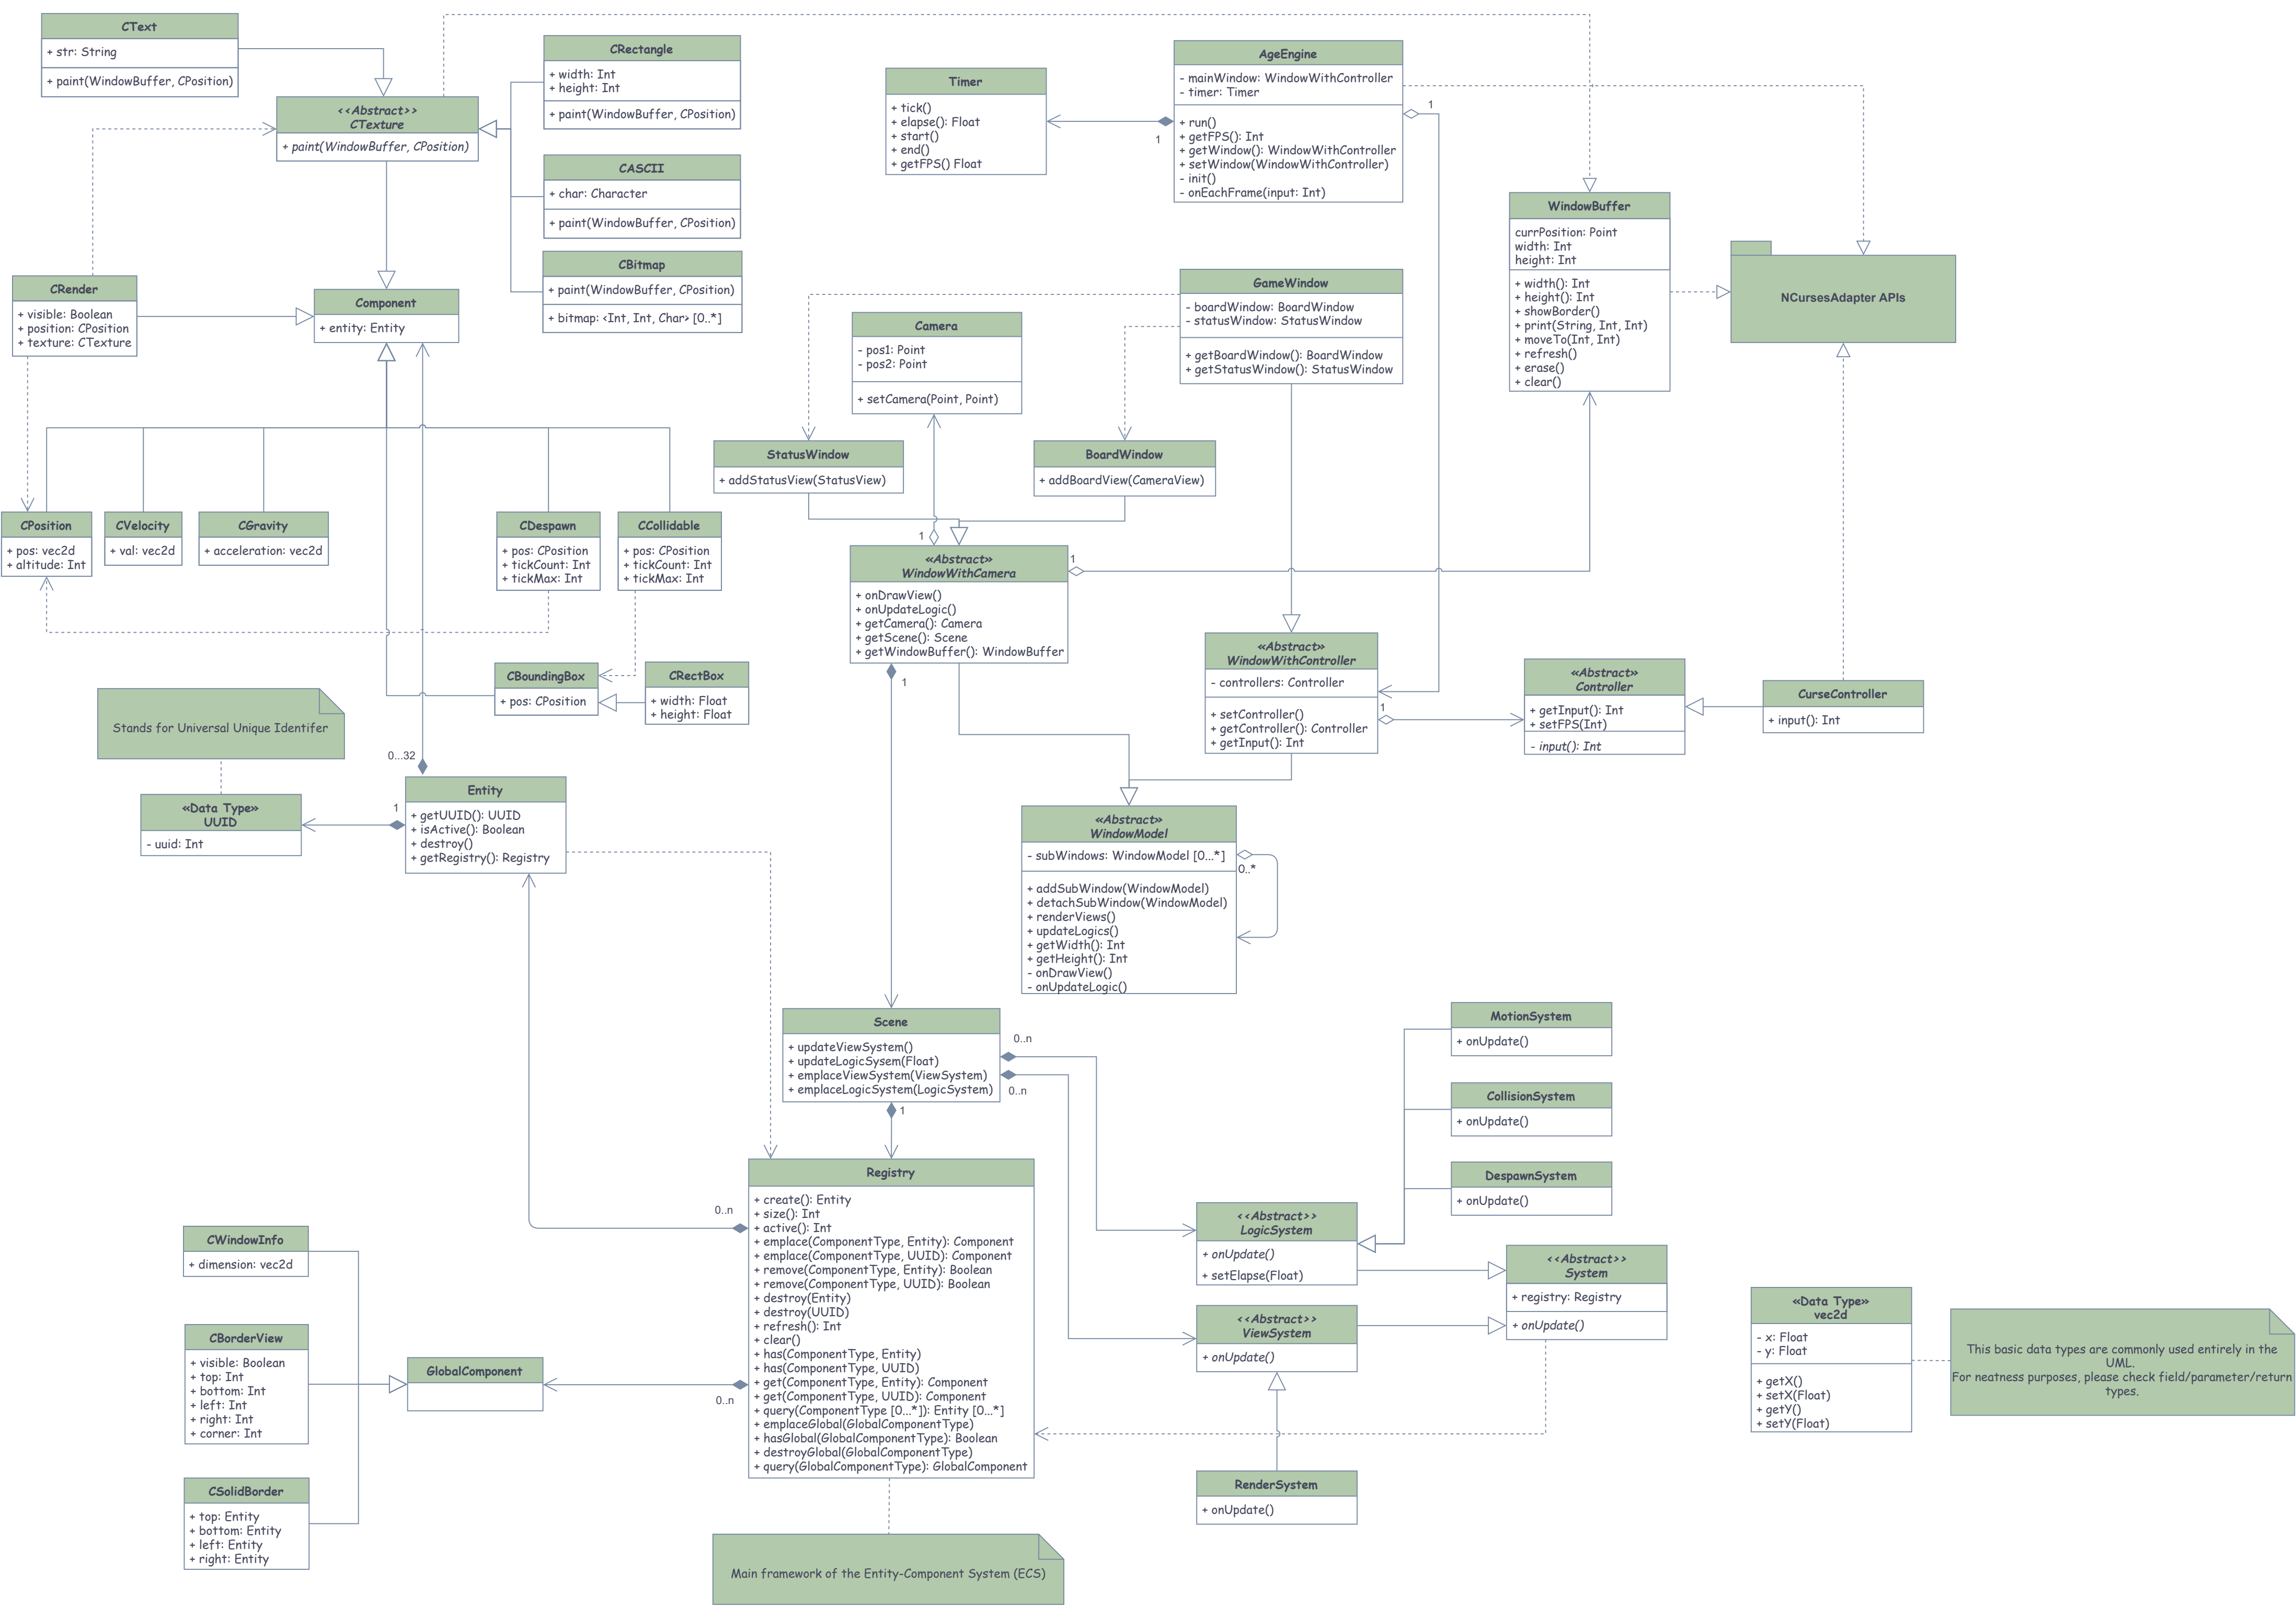 CText
+ str: String
+ paint(WindowBuffer, CPosition)
<<Abstract>>
CTexture
+ paint(WindowBuffer, CPosition)
CRectangle
+ width: Int
+ height: Int
+ paint(WindowBuffer, CPosition)
CASCII
+ char: Character
+ paint(WindowBuffer, CPosition)
CBitmap
+ paint(WindowBuffer, CPosition)
+ bitmap: <Int, Int, Char> [0..*]
CRender
+ visible: Boolean
+ position: CPosition
+ texture: CTexture
Component
+ entity: Entity
Timer
+ tick()
+ elapse(): Float
+ start()
+ end()
+ getFPS() Float
1
AgeEngine
- mainWindow: WindowWithController
- timer: Timer
+ run()
+ getFPS(): Int
+ getWindow(): WindowWithController
+ setWindow(WindowWithController)
- init()
- onEachFrame(input: Int)
1
WindowBuffer
currPosition: Point
width: Int
height: Int
+ width(): Int
+ height(): Int
+ showBorder()
+ print(String, Int, Int)
+ moveTo(Int, Int)
+ refresh()
+ erase()
+ clear()
NCursesAdapter APIs
GameWindow
- boardWindow: BoardWindow
- statusWindow: StatusWindow
+ getBoardWindow(): BoardWindow
+ getStatusWindow(): StatusWindow
Camera
- pos1: Point
- pos2: Point
+ setCamera(Point, Point)
StatusWindow
+ addStatusView(StatusView)
BoardWindow
+ addBoardView(CameraView)
CPosition
+ pos: vec2d
+ altitude: Int
CVelocity
+ val: vec2d
CGravity
+ acceleration: vec2d
CDespawn
+ pos: CPosition
+ tickCount: Int
+ tickMax: Int
CCollidable
+ pos: CPosition
+ tickCount: Int
+ tickMax: Int
1
«Abstract»
WindowWithCamera
+ onDrawView()
+ onUpdateLogic()
+ getCamera(): Camera
+ getScene(): Scene
+ getWindowBuffer(): WindowBuffer
1
1
«Abstract»
WindowWithController
- controllers: Controller
+ setController()
+ getController(): Controller
+ getInput(): Int
1
«Abstract»
Controller
+ getInput(): Int
+ setFPS(Int)
- input(): Int
CurseController
+ input(): Int
CBoundingBox
+ pos: CPosition
CRectBox
+ width: Float
+ height: Float
Stands for Universal Unique Identifer
«Data Type»
UUID
- uuid: Int
0...32
1
Entity
+ getUUID(): UUID
+ isActive(): Boolean
+ destroy()
+ getRegistry(): Registry
«Abstract»
WindowModel
- subWindows: WindowModel [0...*]
+ addSubWindow(WindowModel)
+ detachSubWindow(WindowModel)
+ renderViews()
+ updateLogics()
+ getWidth(): Int
+ getHeight(): Int
- onDrawView()
- onUpdateLogic()
0..*
Scene
+ updateViewSystem()
+ updateLogicSysem(Float)
+ emplaceViewSystem(ViewSystem)
+ emplaceLogicSystem(LogicSystem)
0..n
0..n
1
MotionSystem
+ onUpdate()
CollisionSystem
+ onUpdate()
DespawnSystem
+ onUpdate()
Registry
+ create(): Entity
+ size(): Int
+ active(): Int
+ emplace(ComponentType, Entity): Component
+ emplace(ComponentType, UUID): Component
+ remove(ComponentType, Entity): Boolean
+ remove(ComponentType, UUID): Boolean
+ destroy(Entity)
+ destroy(UUID)
+ refresh(): Int
+ clear()
+ has(ComponentType, Entity)
+ has(ComponentType, UUID)
+ get(ComponentType, Entity): Component
+ get(ComponentType, UUID): Component
+ query(ComponentType [0...*]): Entity [0...*]
+ emplaceGlobal(GlobalComponentType)
+ hasGlobal(GlobalComponentType): Boolean
+ destroyGlobal(GlobalComponentType)
+ query(GlobalComponentType): GlobalComponent
0..n
0..n
<<Abstract>>
LogicSystem
+ onUpdate()
+ setElapse(Float)
<<Abstract>>
ViewSystem
+ onUpdate()
<<Abstract>>
System
+ registry: Registry
+ onUpdate()
RenderSystem
+ onUpdate()
CWindowInfo
+ dimension: vec2d
CBorderView
+ visible: Boolean
+ top: Int
+ bottom: Int
+ left: Int
+ right: Int
+ corner: Int
CSolidBorder
+ top: Entity
+ bottom: Entity
+ left: Entity
+ right: Entity
GlobalComponent
«Data Type»
vec2d
- x: Float
- y: Float
+ getX()
+ setX(Float)
+ getY()
+ setY(Float)
This basic data types are commonly used entirely in the
UML.
For neatness purposes, please check field/parameter/return
types.
Main framework of the Entity-Component System (ECS)